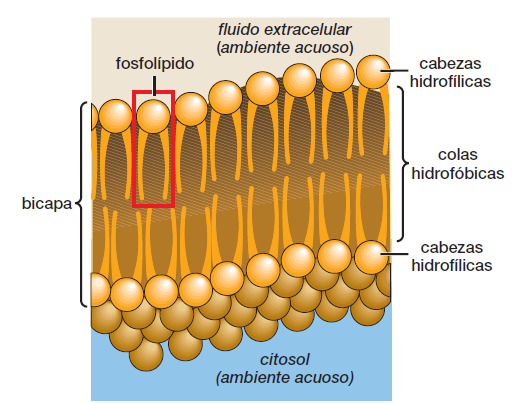 fluido extracelular
(ambiente acuoso)
fosfolípido
cabezas
hidrofílicas
colas
hidrofóbicas
bicapa
cabezas
hidrofílicas
citosol
(ambiente acuoso)